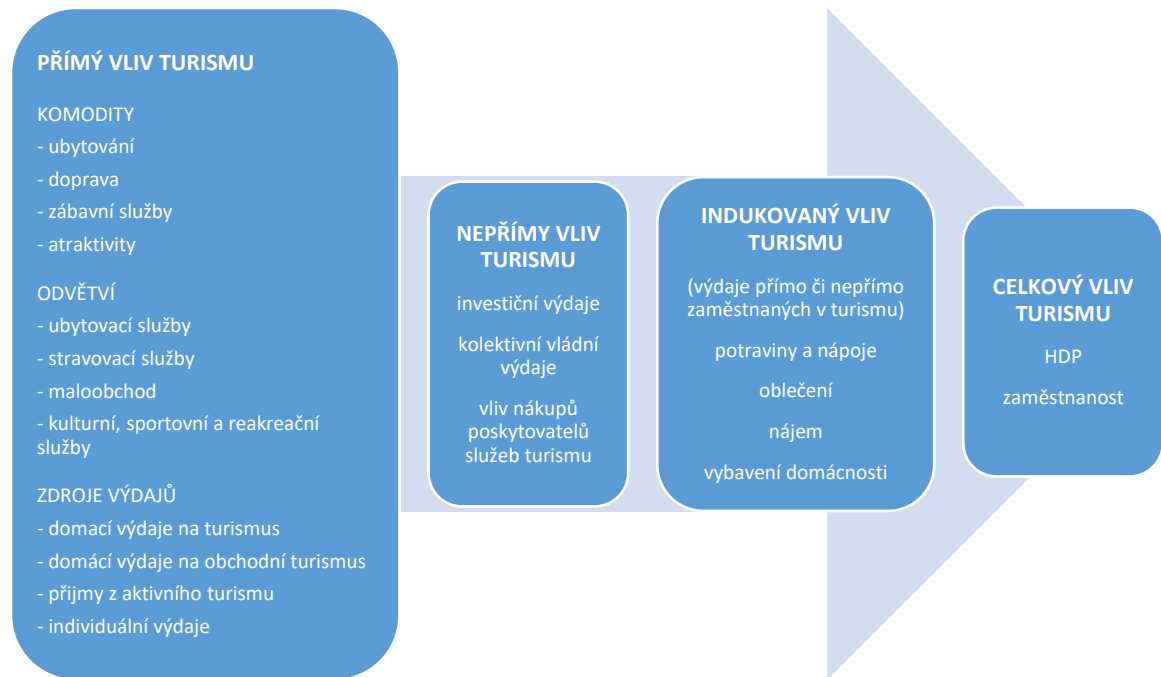 PŘÍMÝ VLIV TURISMU
KOMODITY
- ubytování
- doprava
- zábavní služby
- atraktivity
ODVĚTVÍ
- ubytovací služby
- stravovací služby
- maloobchod
- kulturní, sportovní a reakreační
služby
ZDROJE VÝDAJŮ
- domací výdaje na turismus
- domácí výdaje na obchodní turismus
- přijmy z aktivního turismu
- individuální výdaje
NEPŘÍMY VLIV
TURISMU
investiční výdaje
kolektivní vládní
výdaje
vliv nákupů
poskytovatelů
služeb turismu
INDUKOVANÝ VLIV
TURISMU
(výdaje přímo či nepřímo
zaměstnaných v turismu)
potraviny a nápoje
oblečení
nájem
vybavení domácnosti
CELKOVÝ VLIV
TURISMU
HDP
zaměstnanost